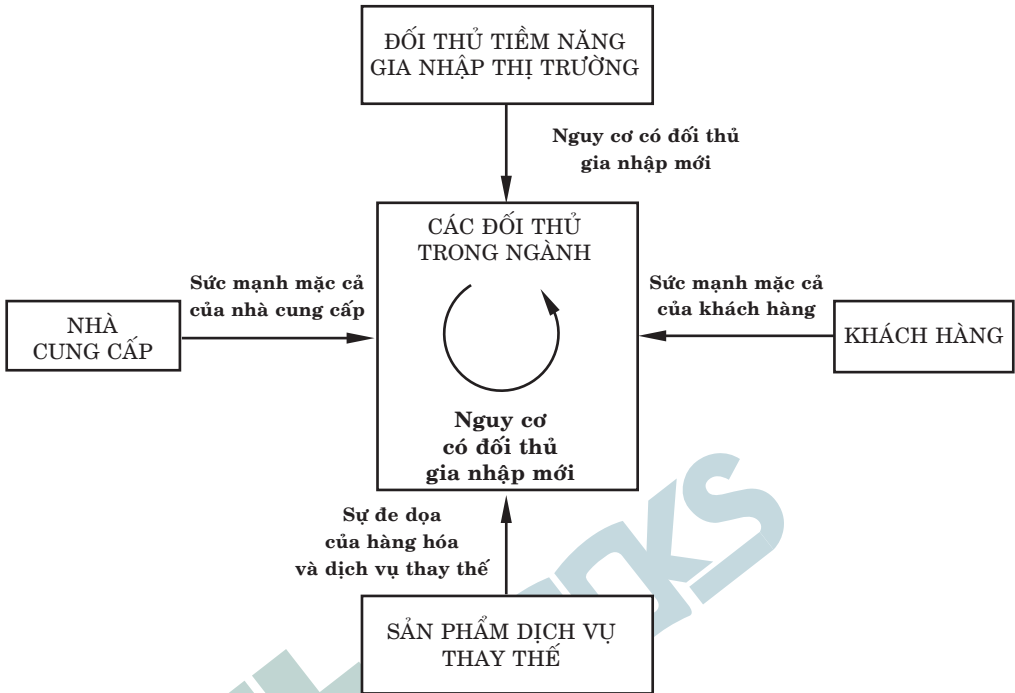 ĐỐI THỦ TIỀM NĂNG
GIA NHẬP THỊ TRƯỜNG
Nguy cơ có đối thủ
gia nhập mới
CÁC ĐỐI THỦ
TRONG NGÀNH
Sức mạnh mặc cả
của nhà cung cấp
Sức mạnh mặc cả
của khách hàng
NHÀ
CUNG CẤP
KHÁCH HÀNG
Nguy cơ
có đối thủ
gia nhập mới
Sự đe dọa
của hàng hóa
và dịch vụ thay thế
SẢN PHẨM DỊCH VỤ
THAY THẾ